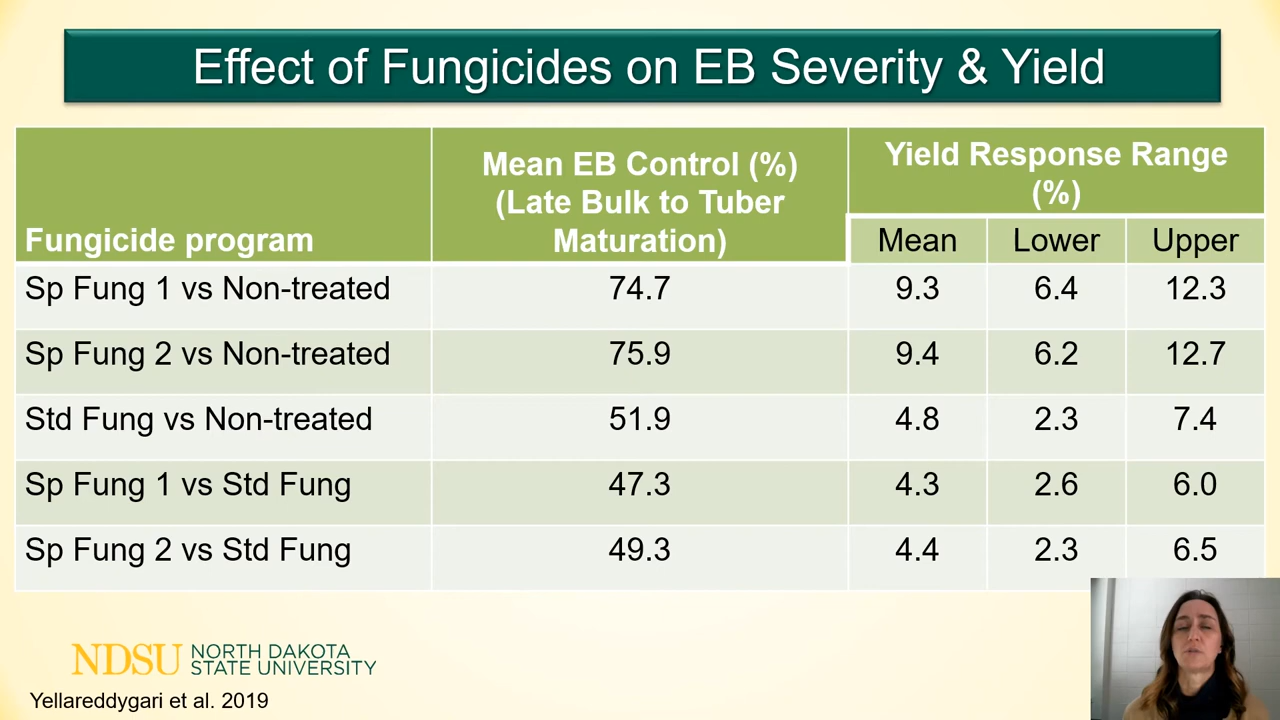 Effect of Fungicides on EB Severity & Yield
Fungicide program
Mean EB Control (%)
(Late Bulk to Tuber
Maturation)
Yield Response Range
(%)
Mean Lower Upper
Sp Fung 1 vs Non-treated 74.7 9.3 6.4 12.3
Sp Fung 2 vs Non-treated 75.9 9.4 6.2 12.7
Std Fung vs Non-treated 51.9 4.8 2.3 7.4
Sp Fung 1 vs Std Fung 47.3 4.3 2.6 6.0
Sp Fung 2 vs Std Fung 49.3 4.4 2.3 6.5
NDSU NORTH DAKOTA
STATE UNIVERSITY
Yellareddygari et al. 2019